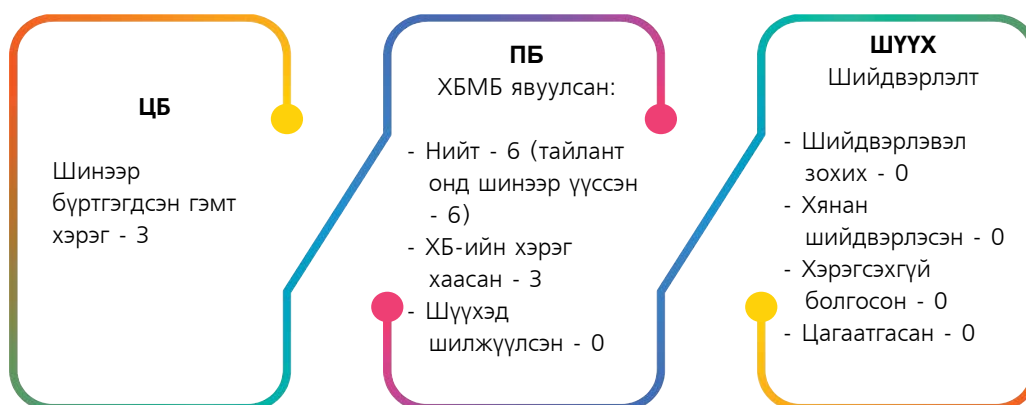 ЦБ
Шинээр
бүртгэгдсэн гэмт
хэрэг - 3
ПБ
ХБМБ явуулсан:
- Нийт - 6 (тайлант
онд шинээр үүссэн
- 6)
- ХБ-ийн хэрэг
хаасан - 3
- Шүүхэд
шилжүүлсэн - 0
ШҮҮХ
Шийдвэрлэлт
- Шийдвэрлэвэл
зохих - 0
- Хянан
шийдвэрлэсэн - 0
- Хэрэгсэхгүй
болгосон - 0
- Цагаатгасан - 0